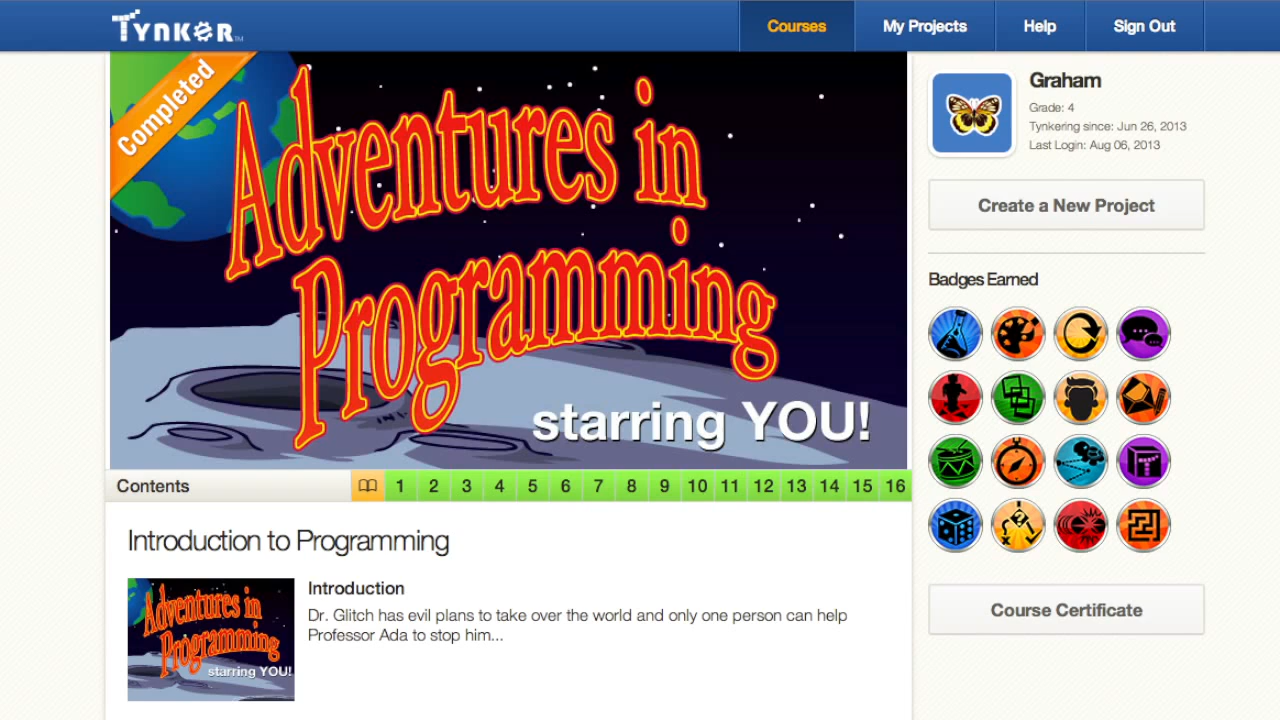 TYNKER™
Courses
My Projects
Help
Sign Out
Completed
Adventures in
Programming
starring YOU!
Contents
1 2 3 4 5 6 7 8 9 10 11 12 13 14 15 16
Introduction to Programming
Adventures in
Programming
starring YOU!
Introduction
Dr. Glitch has evil plans to take over the world and only one person can help
Professor Ada to stop him...
Graham
Grade: 4
Tynkering since: Jun 26, 2013
Last Login: Aug 06, 2013
Create a New Project
Badges Earned
Course Certificate